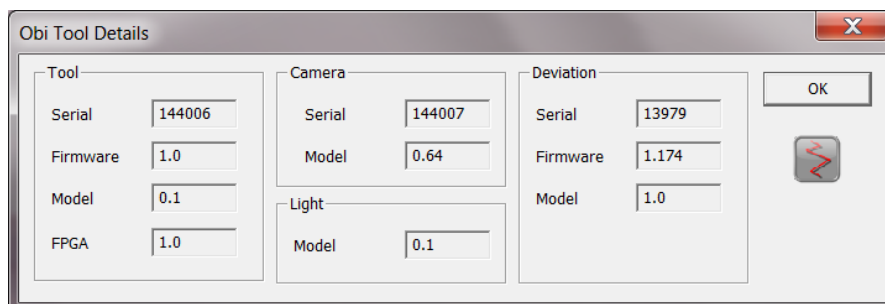 Obi Tool Details
Tool
Serial 144006
Firmware 1.0
Model 0.1
FPGA 1.0
Camera
Serial 144007
Model 0.64
Light
Model 0.1
Deviation
Serial 13979
Firmware 1.174
Model 1.0
OK